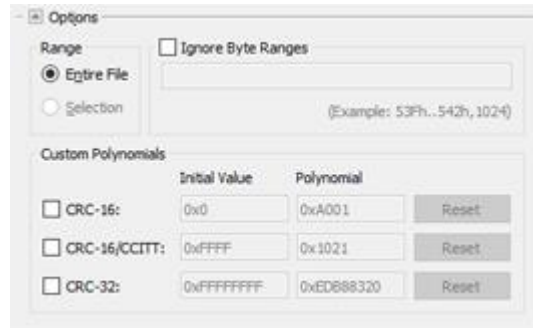 Options
Range
Ignore Byte Ranges
Entire File
Selection
(Example: 53Fh..542h,1024)
Custom Polynomials
Initial Value Polynomial
CRC-16: 0x0 0xA001 Reset
CRC-16/CCITT: 0xFFFF 0x1021 Reset
CRC-32: 0xFFFFFFFF 0xEDB88320 Reset